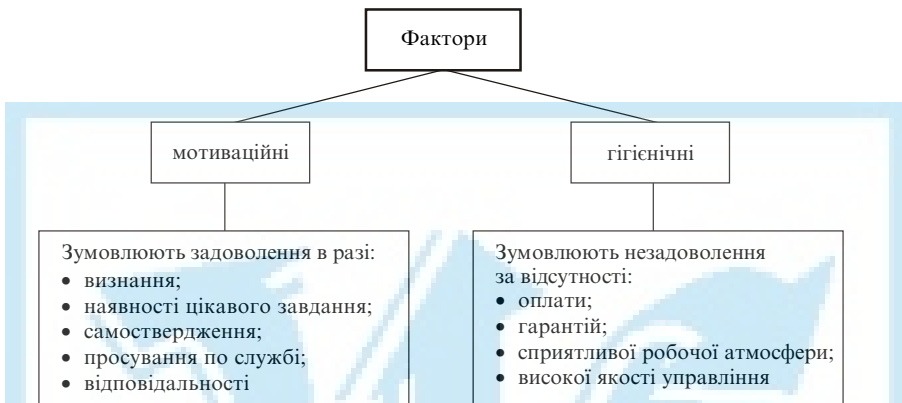 Фактори
мотиваційні
гігієнічні
Зумовлюють задоволення в разі:
• визнання;
• наявності цікавого завдання;
• самоствердження;
• просування по службі;
• відповідальності
Зумовлюють незадоволення
за відсутності:
• оплати;
• гарантій;
• сприятливої робочої атмосфери;
• високої якості управління